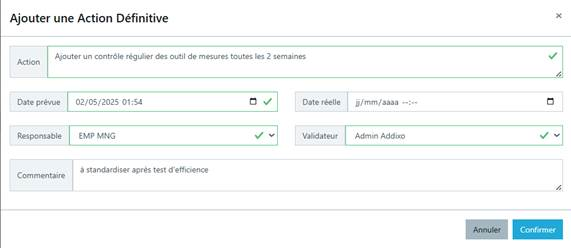 Ajouter une Action Définitive
×
Action Ajouter un contrôle régulier des outil de mesures toutes les 2 semaines
Date prévue 02/05/2025 01:54 Date réelle jj/mm/aaaa --:--
Responsable EMP MNG Validateur Admin Addixo
Commentaire à standardiser après test d'efficience
Annuler Confirmer